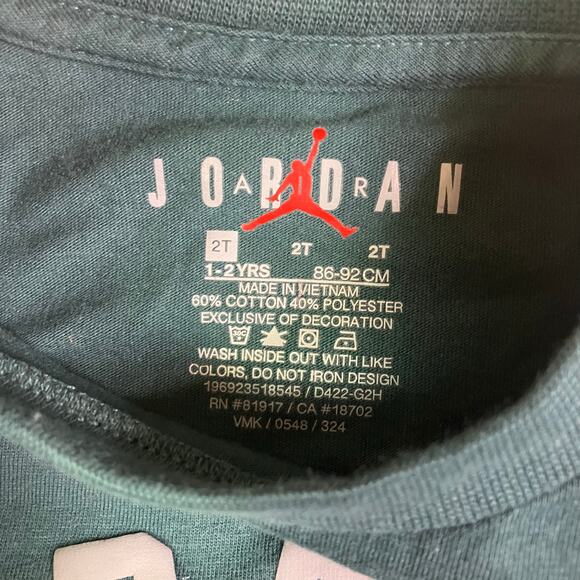 JORDAN
AIR
2T 2T 2T
1-2YRS 86-92CM
MADE IN VIETNAM
60% COTTON 40% POLYESTER
EXCLUSIVE OF DECORATION
WASH INSIDE OUT WITH LIKE
COLORS, DO NOT IRON DESIGN
196923518545 / D422-G2H
RN #81917 / CA #18702
VMK / 0548 / 324